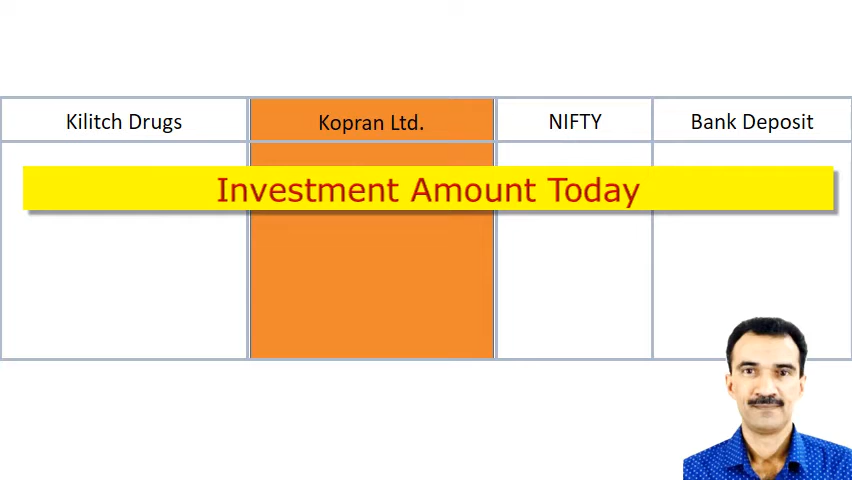 Kilitch Drugs Kopran Ltd. NIFTY Bank Deposit
Investment Amount Today